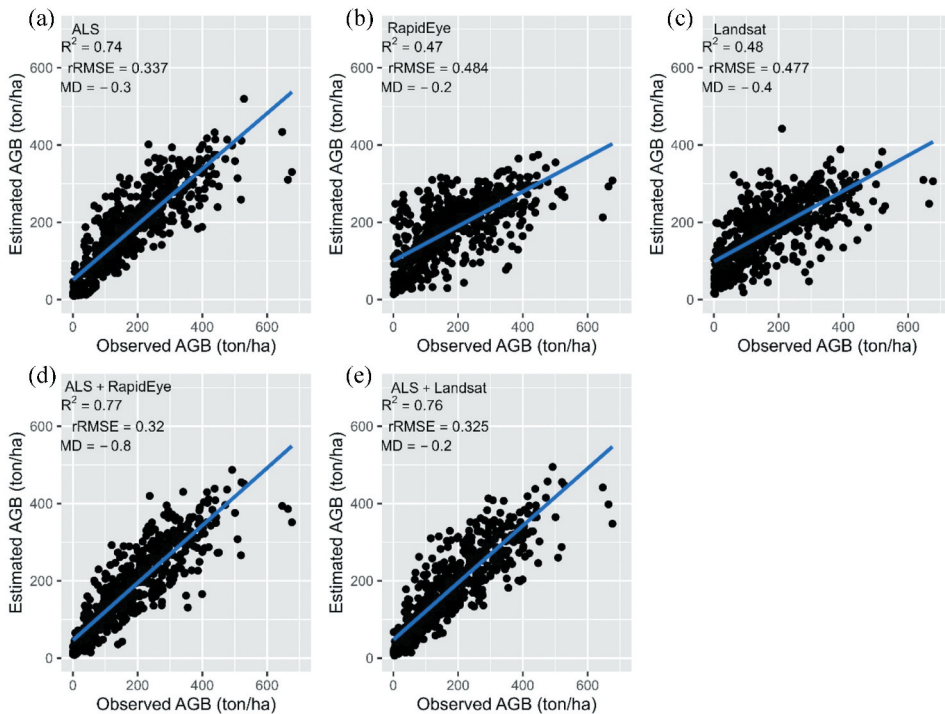 (a)
ALS
R² = 0.74
rRMSE = 0.337
MD = −0.3
Estimated AGB (ton/ha)
600
400
200
0
0 200 400 600
Observed AGB (ton/ha)
(b)
RapidEye
R² = 0.47
rRMSE = 0.484
MD = −0.2
Estimated AGB (ton/ha)
600
400
200
0
0 200 400 600
Observed AGB (ton/ha)
(c)
Landsat
R² = 0.48
rRMSE = 0.477
MD = −0.4
Estimated AGB (ton/ha)
600
400
200
0
0 200 400 600
Observed AGB (ton/ha)
(d)
ALS + RapidEye
R² = 0.77
rRMSE = 0.32
MD = −0.8
Estimated AGB (ton/ha)
600
400
200
0
0 200 400 600
Observed AGB (ton/ha)
(e)
ALS + Landsat
R² = 0.76
rRMSE = 0.325
MD = −0.2
Estimated AGB (ton/ha)
600
400
200
0
0 200 400 600
Observed AGB (ton/ha)